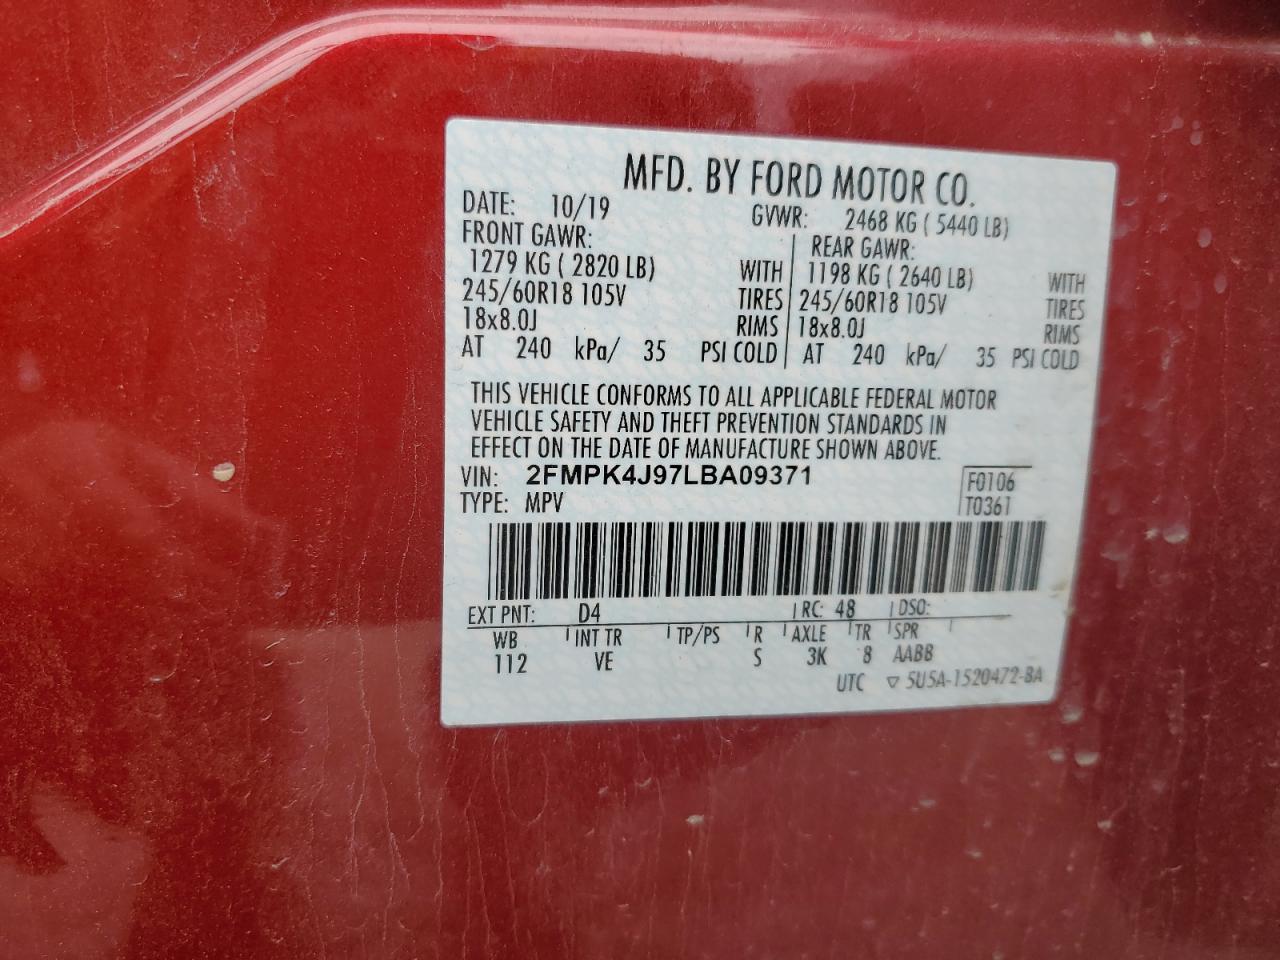 MFD. BY FORD MOTOR CO.
DATE: 10/19 GVWR: 2468 KG ( 5440 LB)
FRONT GAWR: REAR GAWR:
1279 KG ( 2820 LB) WITH 1198 KG ( 2640 LB) WITH
245/60R18 105V TIRES 245/60R18 105V TIRES
18x8.0J RIMS 18x8.0J RIMS
AT 240 kPa/ 35 PSI COLD AT 240 kPa/ 35 PSI COLD
THIS VEHICLE CONFORMS TO ALL APPLICABLE FEDERAL MOTOR
VEHICLE SAFETY AND THEFT PREVENTION STANDARDS IN
EFFECT ON THE DATE OF MANUFACTURE SHOWN ABOVE.
VIN: 2FMPK4J97LBA09371 F0106
TYPE: MPV T0361
EXT PNT: D4 RC: 48 DSO:
WB INT TR TP/PS R AXLE TR SPR
112 VE S 3K 8 AABB
UTC ▽ 5U5A-1520472-BA